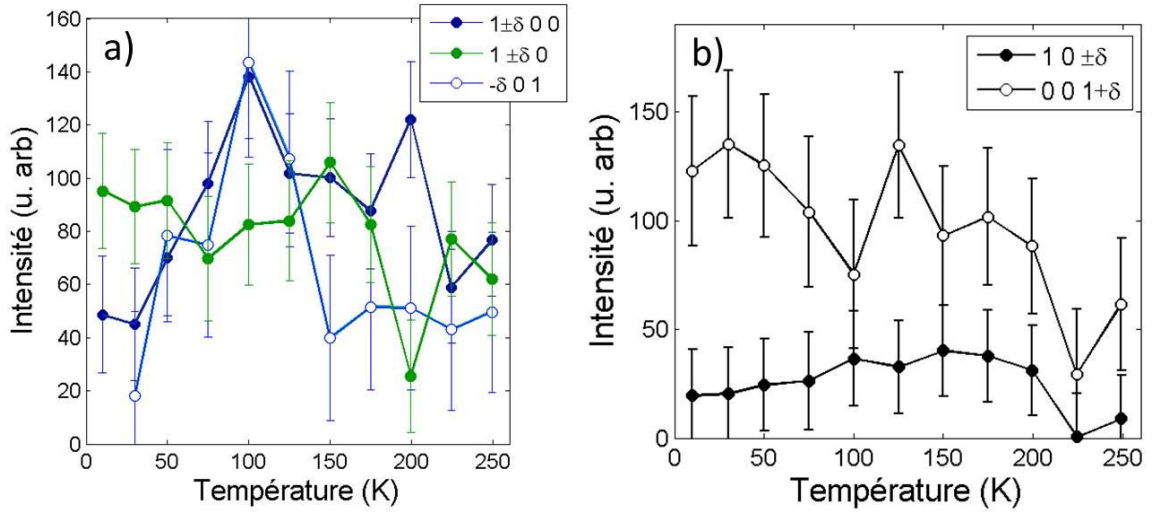 a)
1±δ 0 0
1 ±δ 0
-δ 0 1
160
140
120
100
80
60
40
20
0
Intensité (u. arb)
0 50 100 150 200 250
Température (K)
b)
1 0 ±δ
0 0 1+δ
150
100
50
0
Intensité (u. arb)
0 50 100 150 200 250
Température (K)